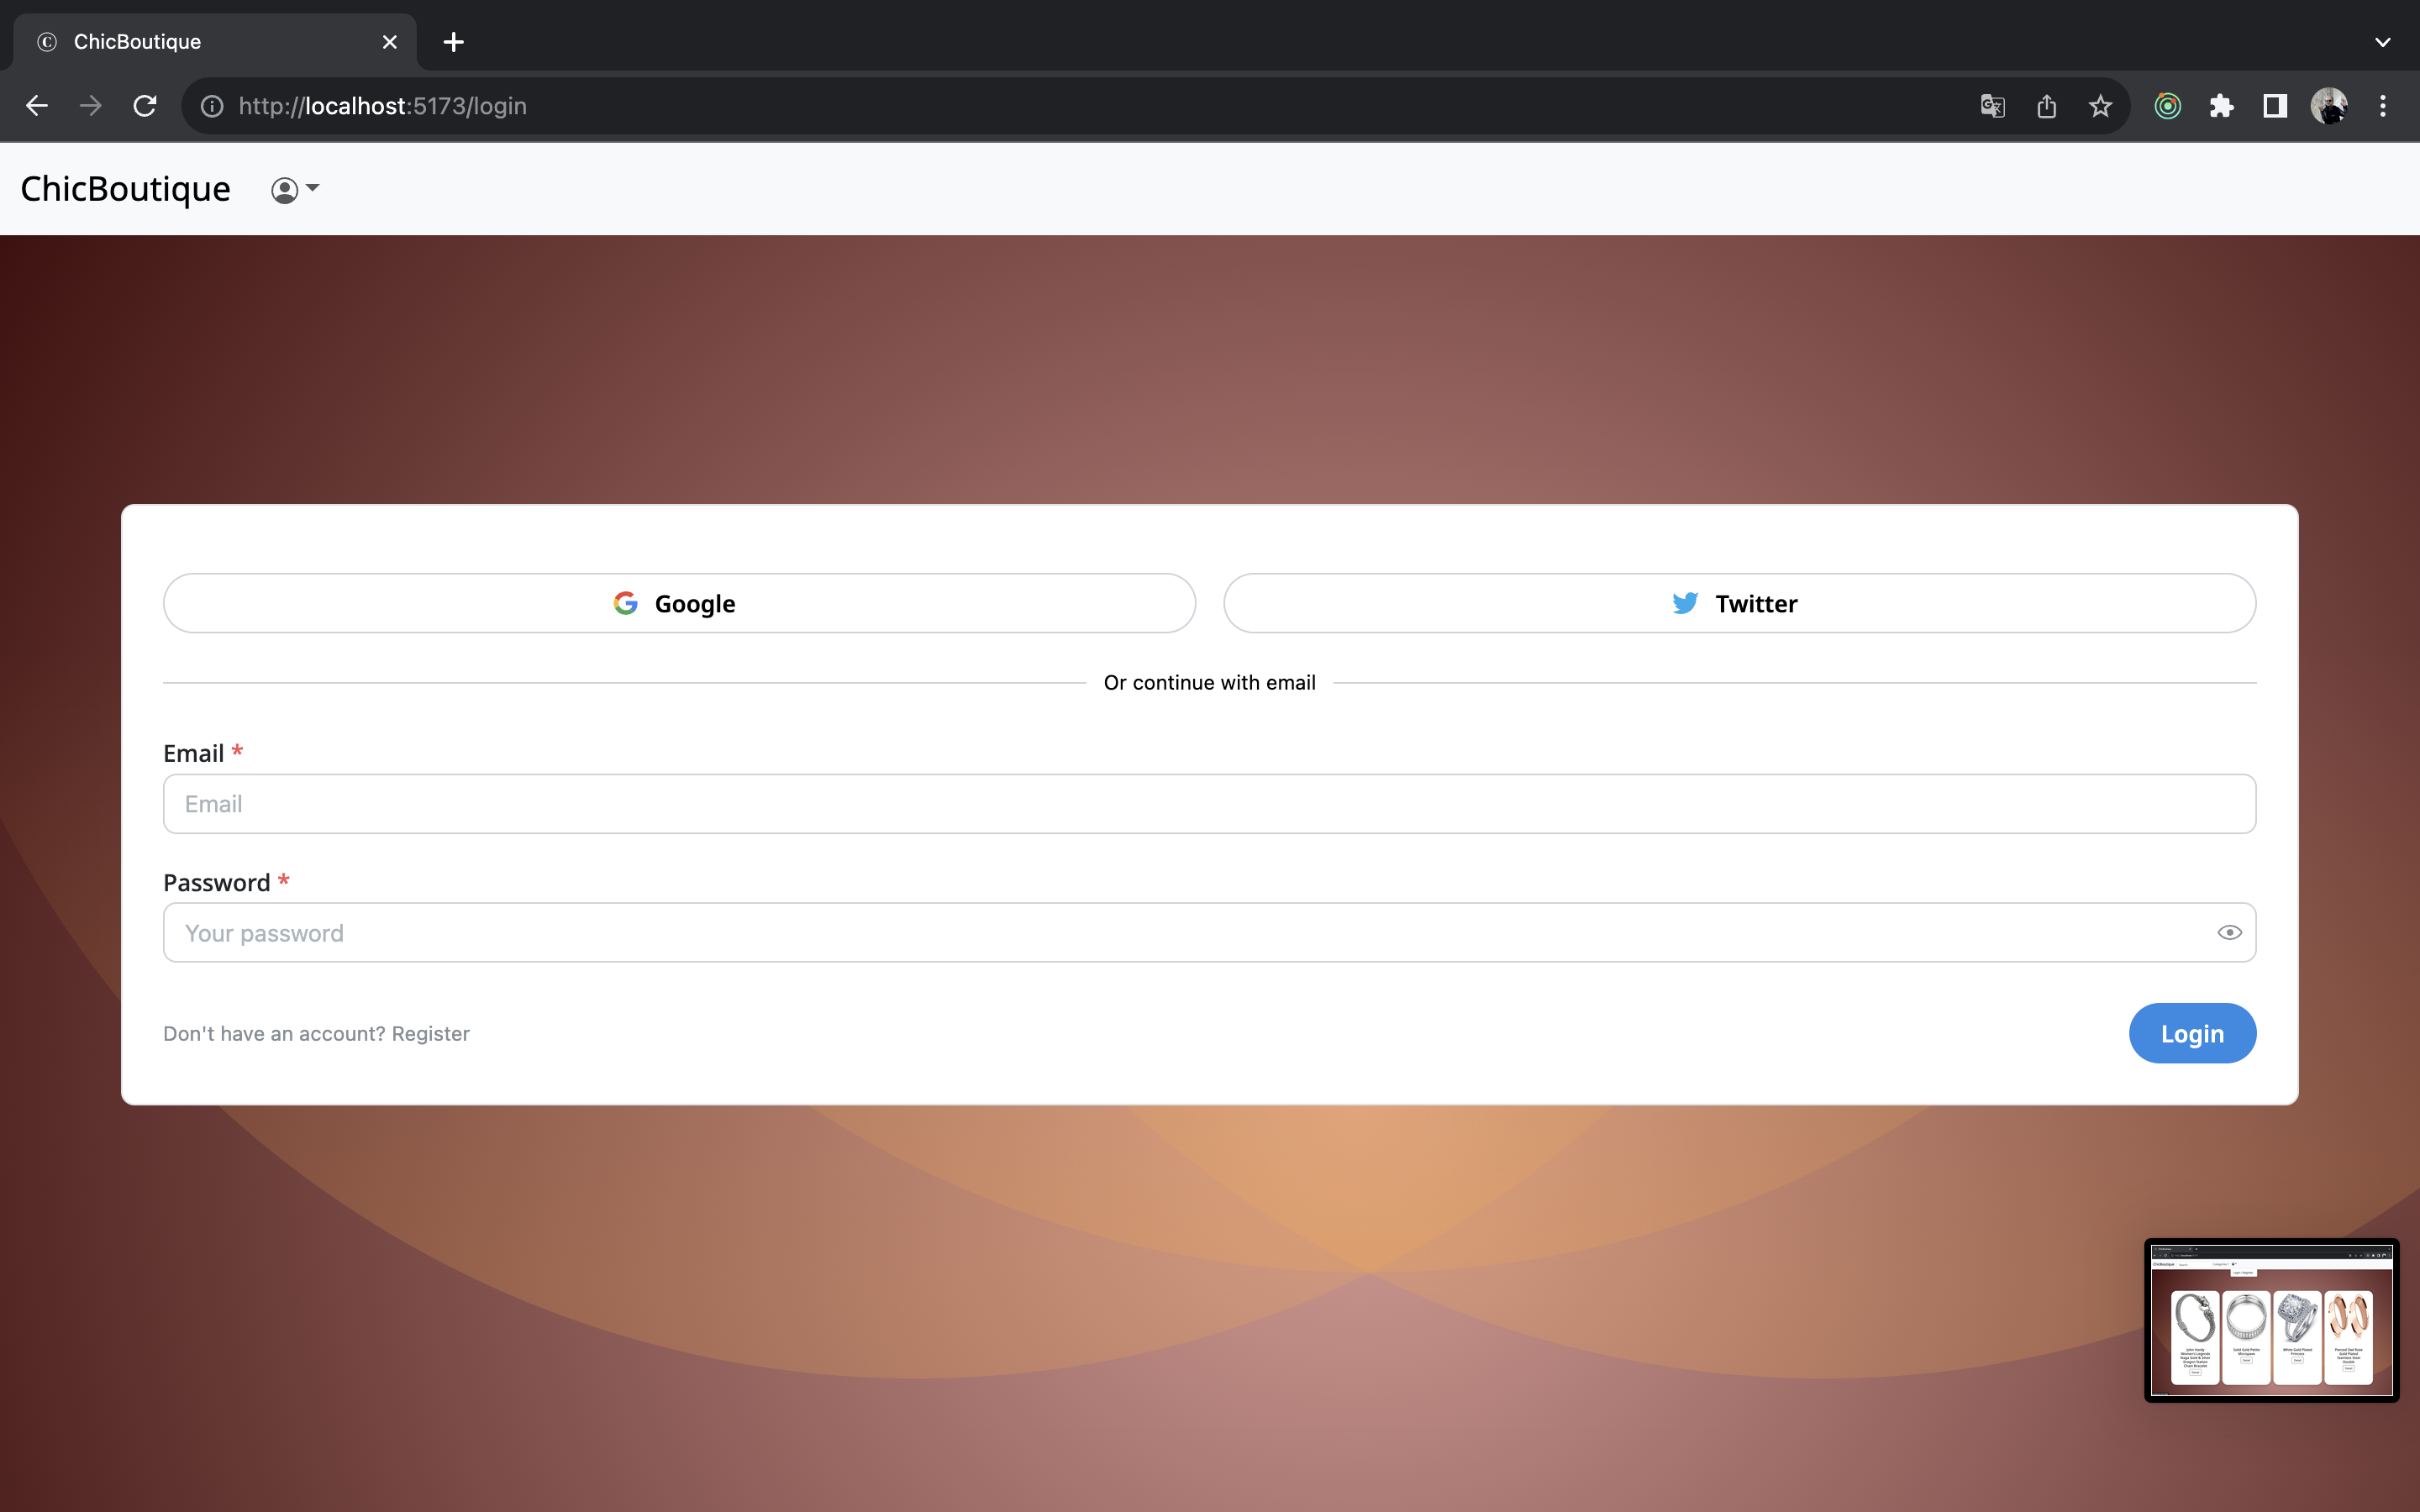 ChicBoutique
http://localhost:5173/login
ChicBoutique
Google
Twitter
Or continue with email
Email *
Email
Password *
Your password
Don't have an account? Register
Login